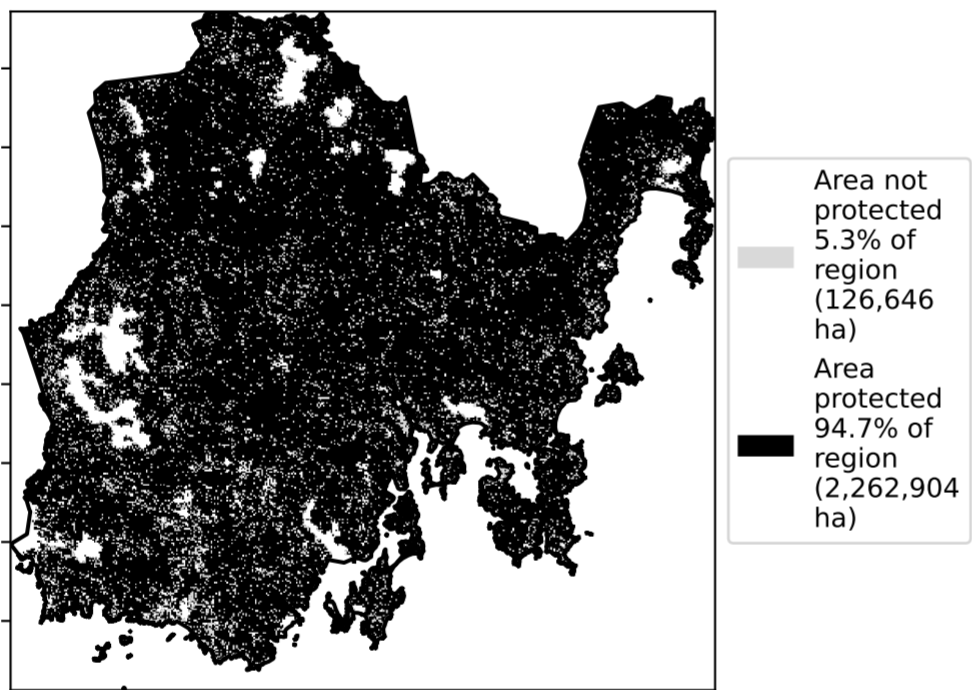 Area not
protected
5.3% of
region
(126,646
ha)
Area
protected
94.7% of
region
(2,262,904
ha)